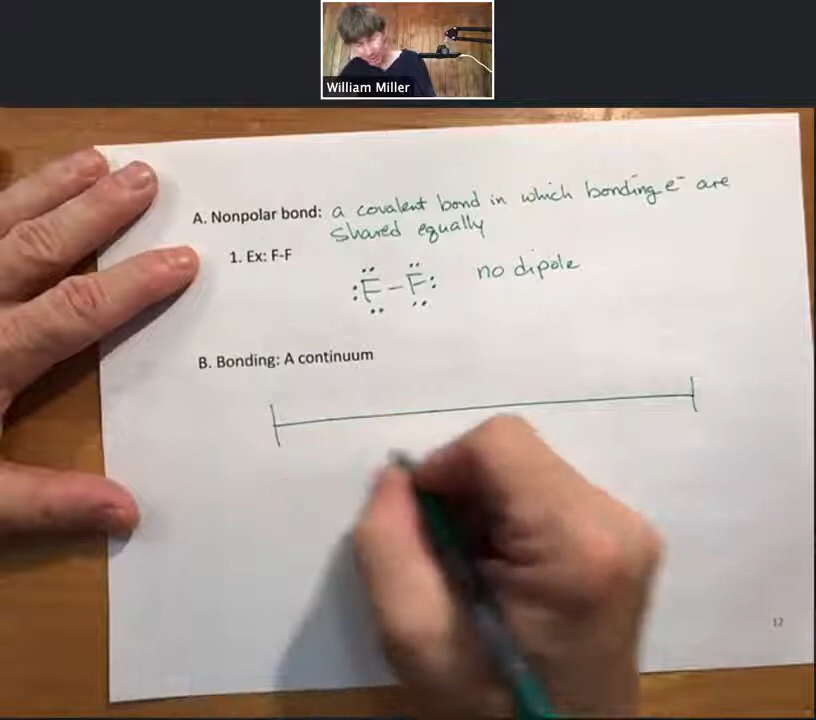 William Miller
A. Nonpolar bond: a covalent bond in which bonding e⁻ are
shared equally
1. Ex: F-F
:F̈-F̈: no dipole
B. Bonding: A continuum
12